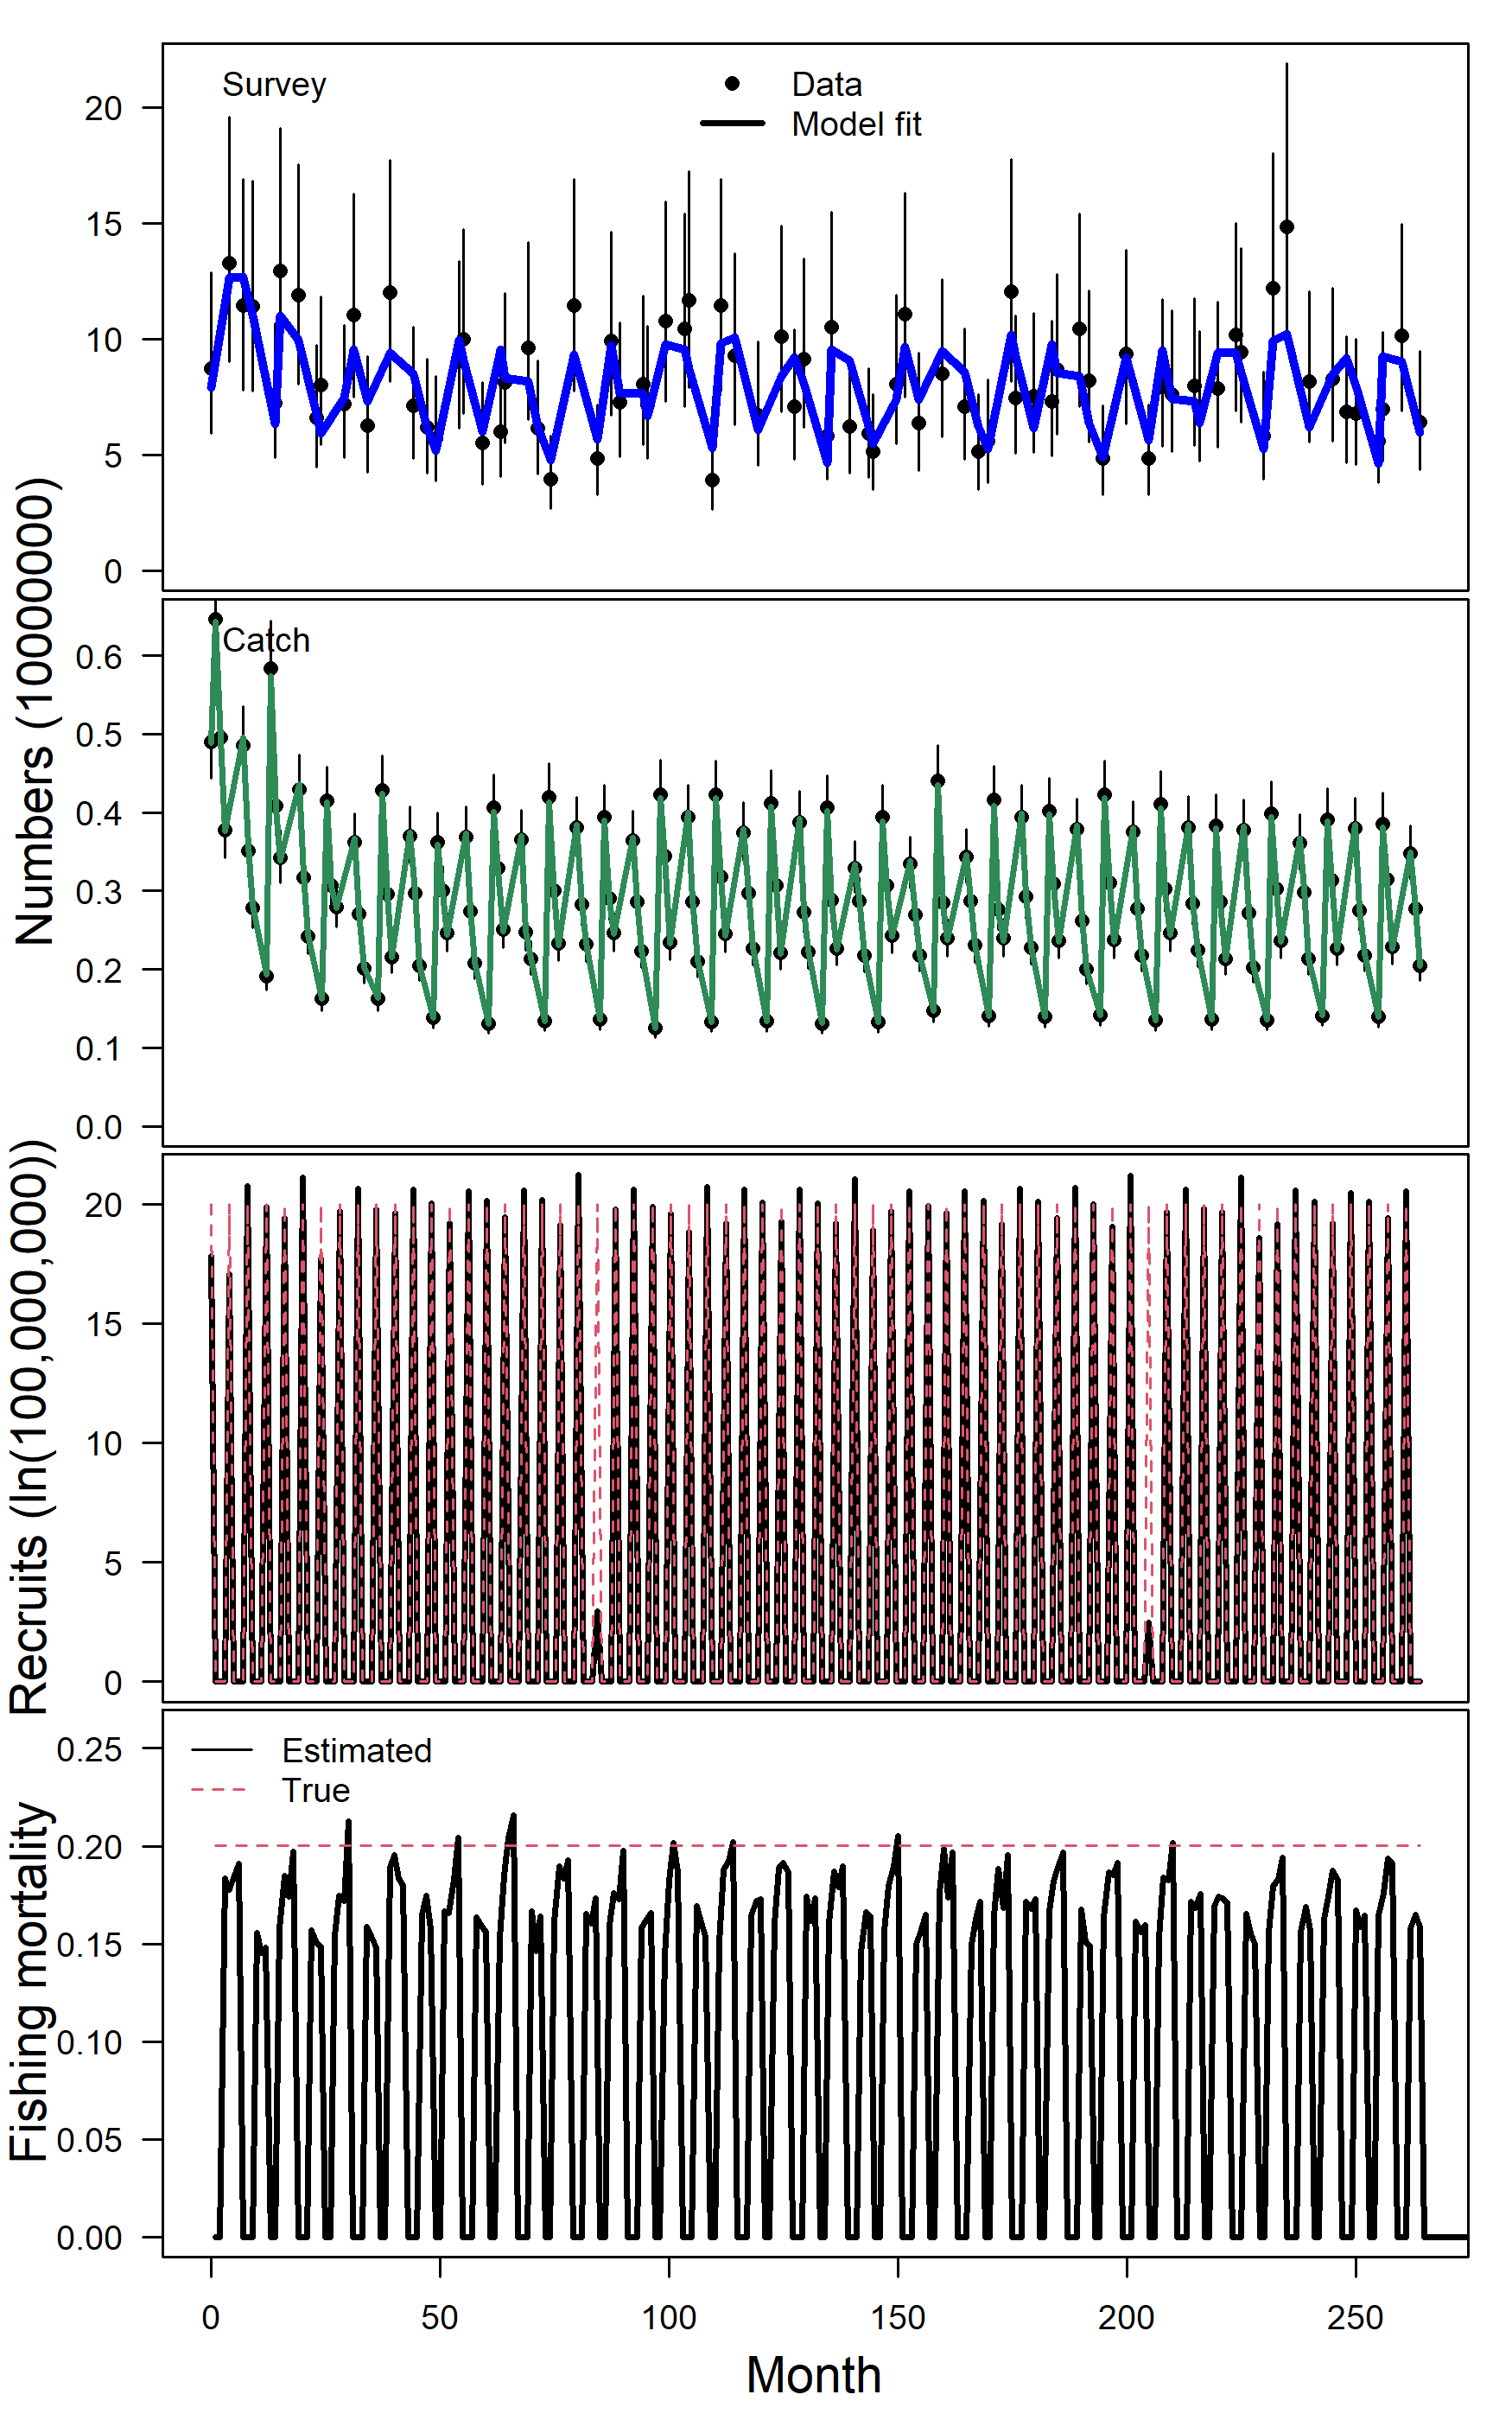 Survey
Data
Model fit
20
15
10
5
0
Numbers (10000000)
Catch
0.6
0.5
0.4
0.3
0.2
0.1
0.0
Recruits (ln(100,000,000))
20
15
10
5
0
Fishing mortality
Estimated
True
0.25
0.20
0.15
0.10
0.05
0.00
0 50 100 150 200 250
Month